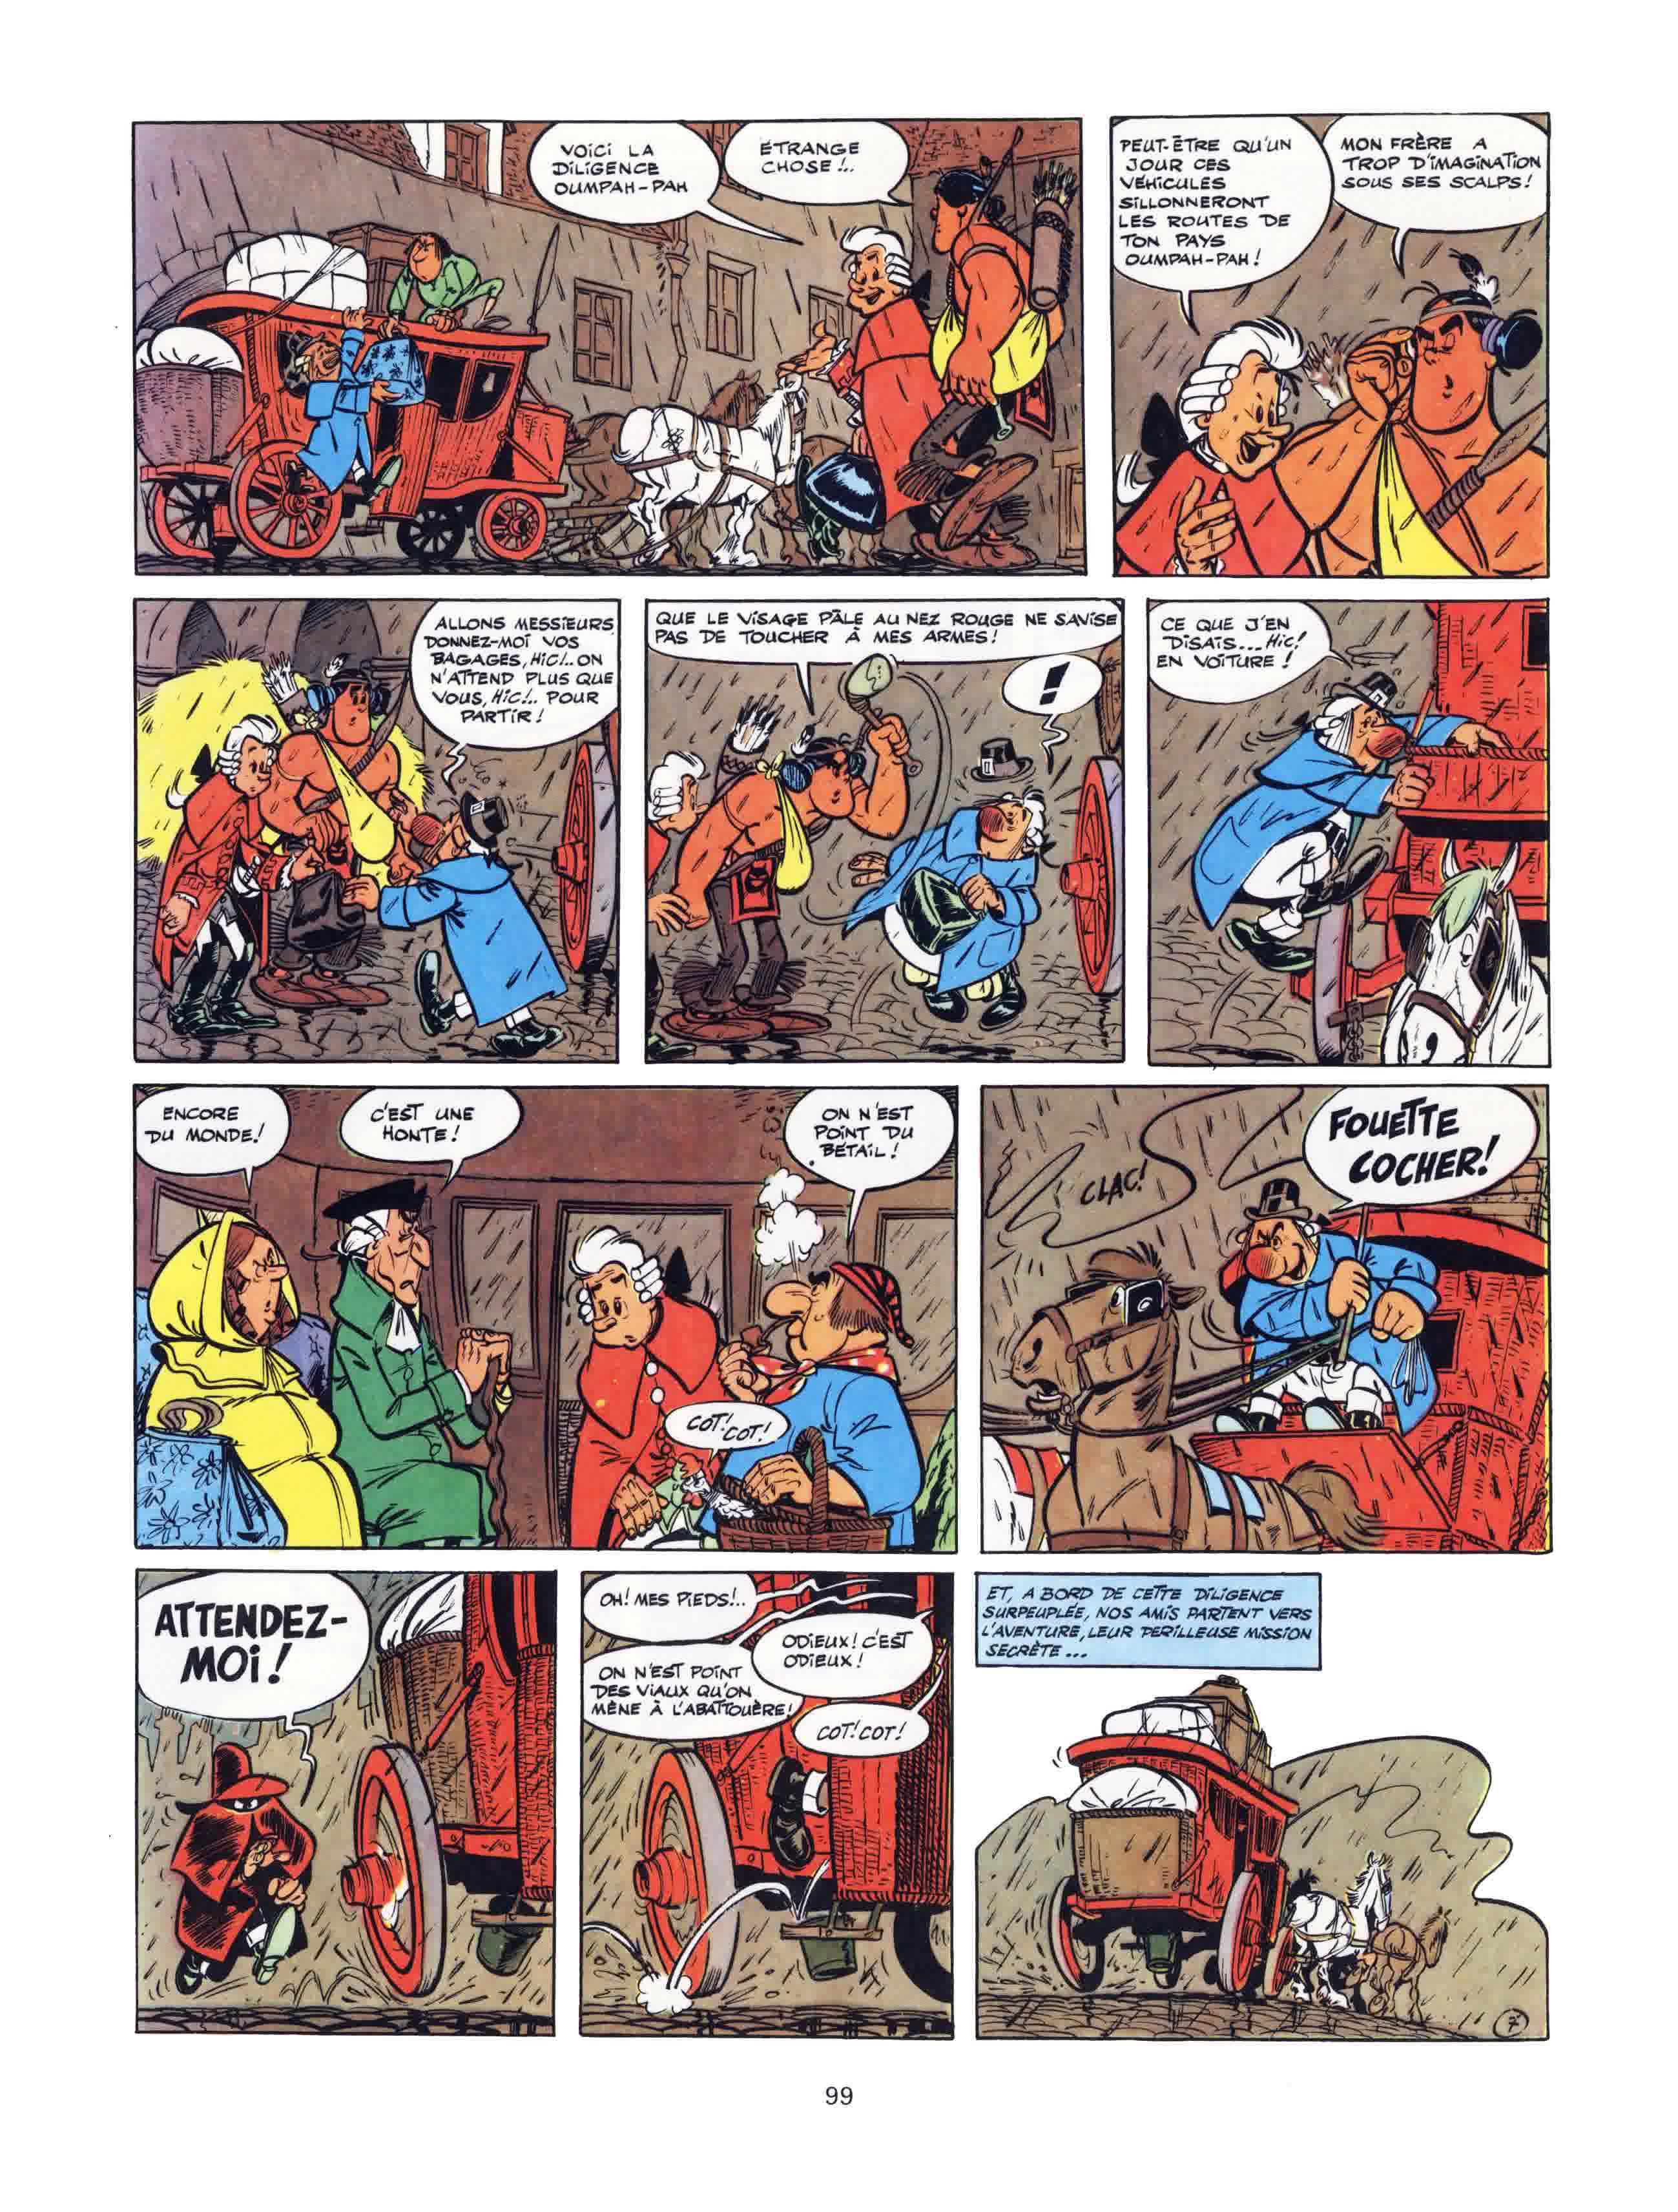 VOICI LA
DILIGENCE
OUMPAH-PAH
ÉTRANGE
CHOSE !..
PEUT-ÊTRE QU'UN
JOUR CES
VÉHICULES
SILLONNERONT
LES ROUTES DE
TON PAYS
OUMPAH-PAH !
MON FRÈRE A
TROP D'IMAGINATION
SOUS SES SCALPS !
ALLONS MESSIEURS
DONNEZ-MOI VOS
BAGAGES, HIC!.. ON
N'ATTEND PLUS QUE
VOUS, HIC!.. POUR
PARTIR !
QUE LE VISAGE PÂLE AU NEZ ROUGE NE S'AVISE
PAS DE TOUCHER À MES ARMES !
!
CE QUE J'EN
DISAIS... HIC!
EN VOITURE !
ENCORE
DU MONDE !
C'EST UNE
HONTE !
ON N'EST
POINT DU
BÉTAIL !
COT! COT!
CLAC!
FOUETTE
COCHER!
ATTENDEZ-
MOI !
OH! MES PIEDS!..
ODIEUX! C'EST
ODIEUX !
ON N'EST POINT
DES VIAUX QU'ON
MÈNE À L'ABATTOUÈRE!
COT! COT!
ET, A BORD DE CETTE DILIGENCE
SURPEUPLÉE, NOS AMIS PARTENT VERS
L'AVENTURE, LEUR PERILLEUSE MISSION
SECRÈTE ...
7
99